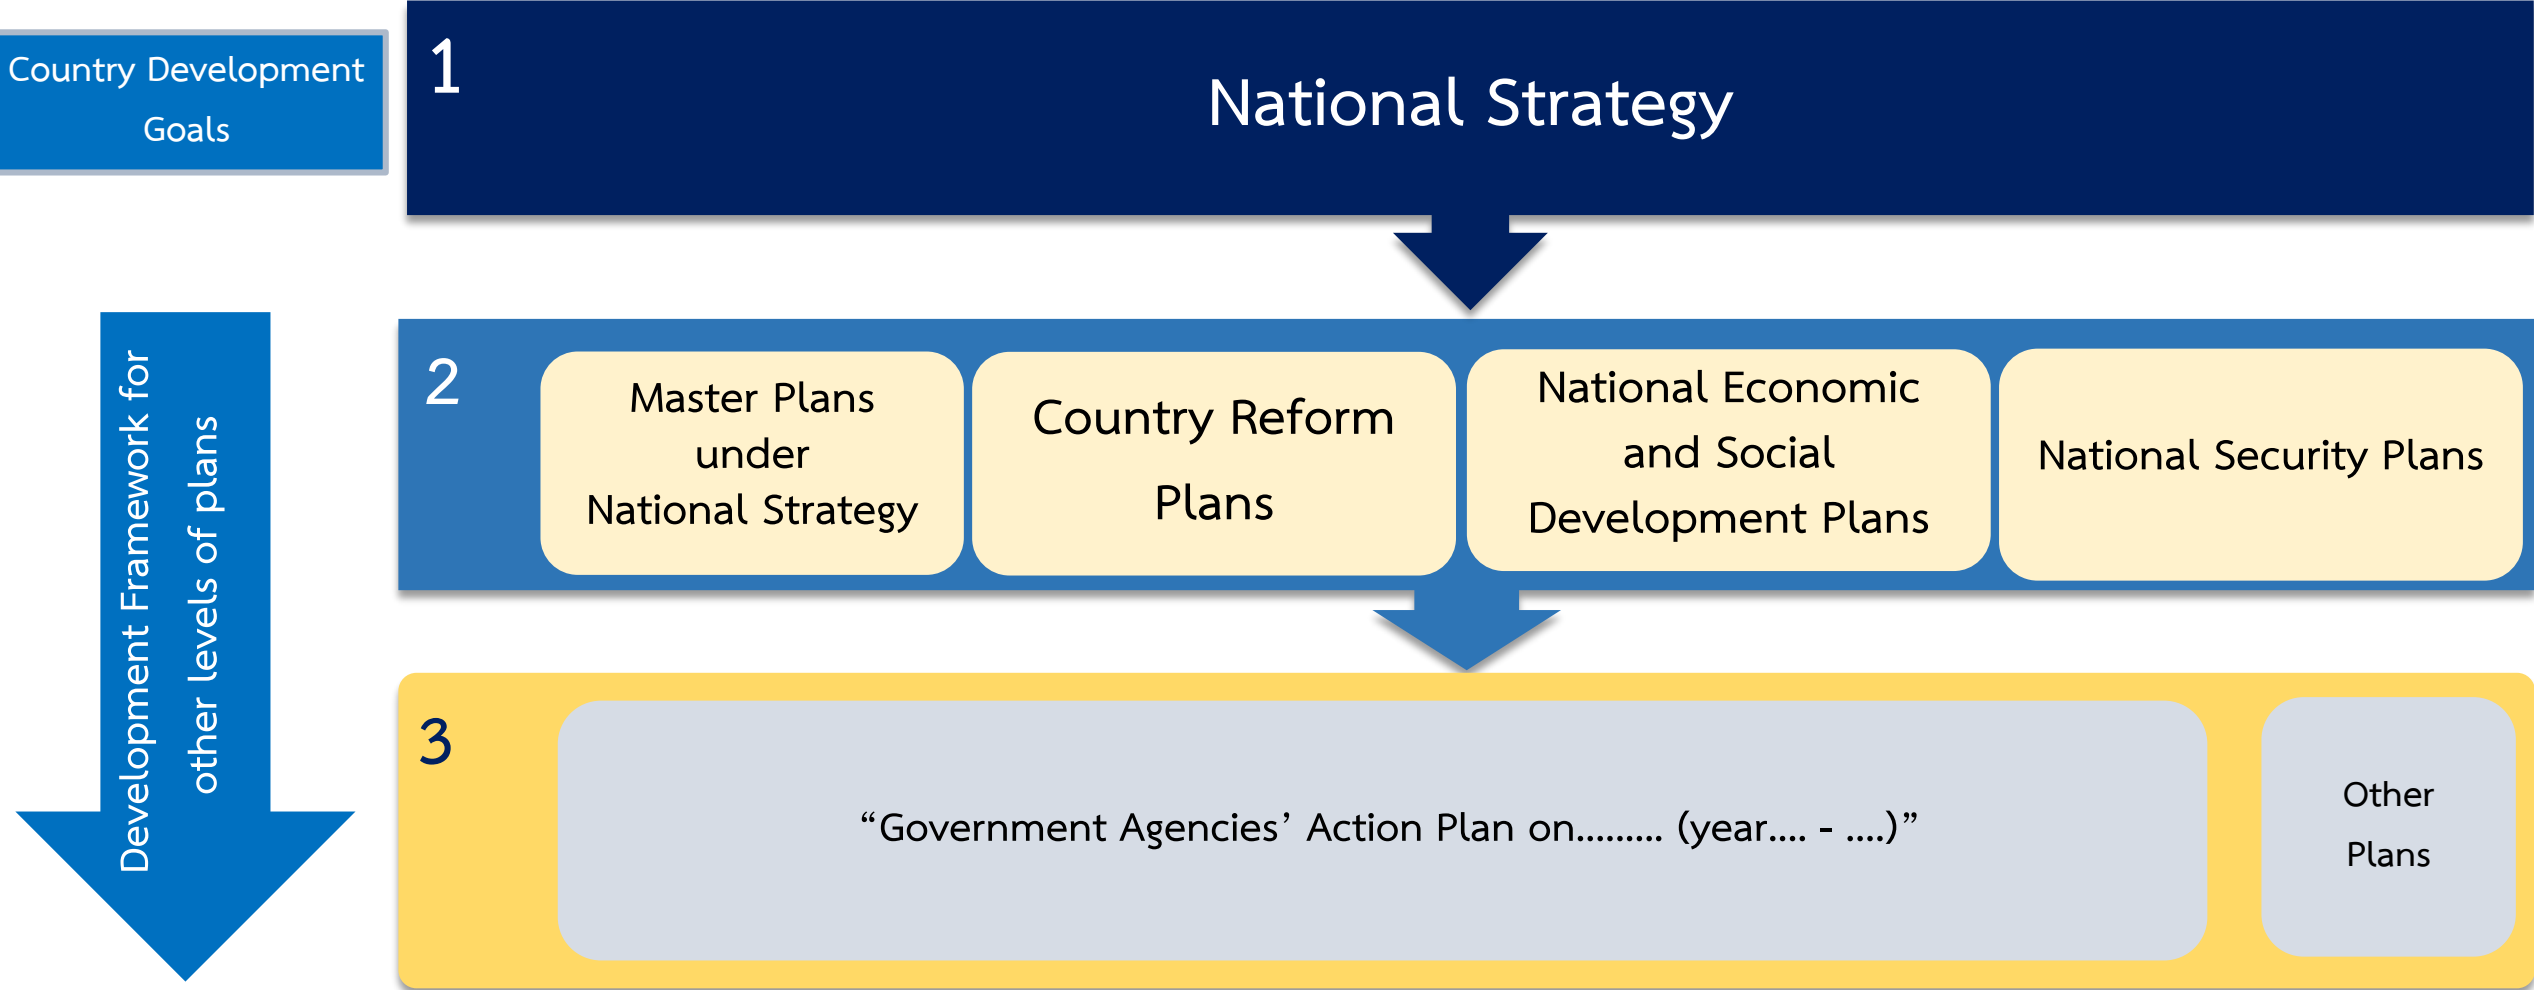 Country Development
Goals
1
National Strategy
Development Framework for
other levels of plans
2
Master Plans
under
National Strategy
Country Reform
Plans
National Economic
and Social
Development Plans
National Security Plans
3
“Government Agencies’ Action Plan on......... (year.... - ....)”
Other
Plans